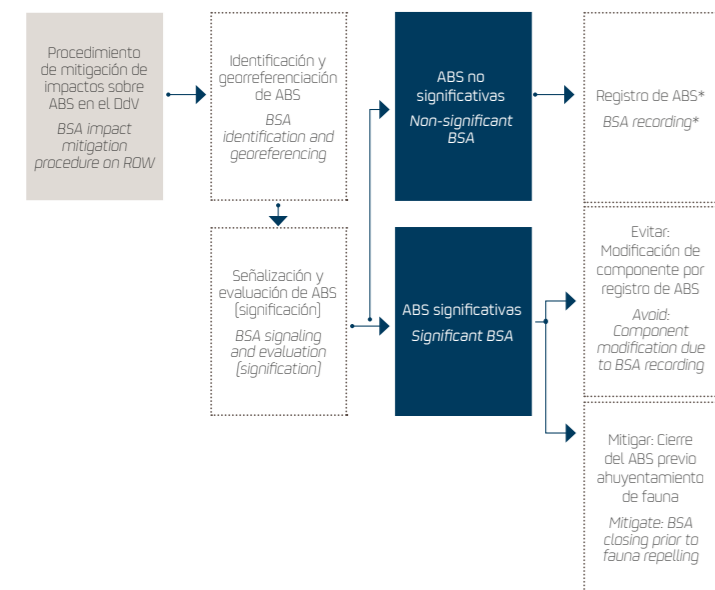 Procedimiento
de mitigación de
impactos sobre
ABS en el DdV
BSA impact
mitigation
procedure on ROW
Identificación y
georreferenciación
de ABS
BSA
identification and
georeferencing
Señalización y
evaluación de ABS
(significación)
BSA signaling
and evaluation
(signification)
ABS no
significativas
Non-significant
BSA
ABS significativas
Significant BSA
Registro de ABS*
BSA recording*
Evitar:
Modificación de
componente por
registro de ABS
Avoid:
Component
modification due
to BSA recording
Mitigar: Cierre
del ABS previo
ahuyentamiento
de fauna
Mitigate: BSA
closing prior to
fauna repelling